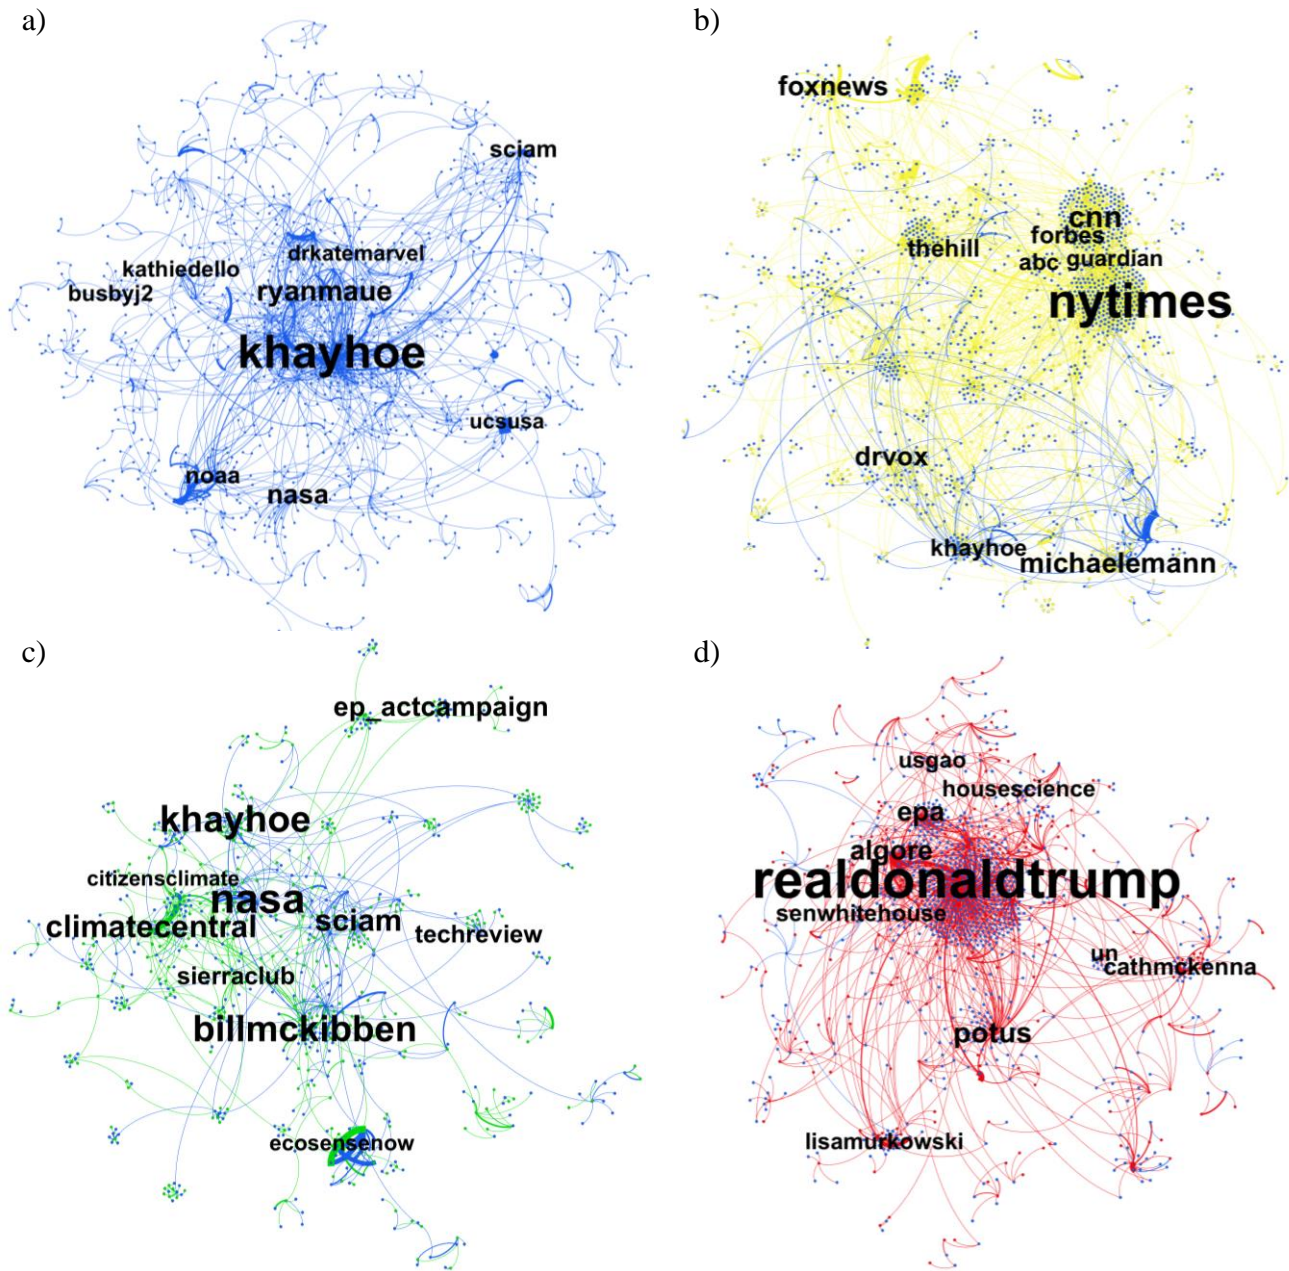 a)
sciam
drkatemarvel
kathiedello
ryanmaue
busbyj2
khayhoe
ucsusa
noaa
nasa
b)
foxnews
cnn
forbes
thehill
abc guardian
nytimes
drvox
khayhoe
michaelemann
c)
ep_actcampaign
khayhoe
citizensclimate
nasa
climatecentral
sciam
techreview
sierraclub
billmckibben
ecosensenow
d)
usgao
housescience
epa
algore
realdonaldtrump
senwhitehouse
un
cathmckenna
potus
lisamurkowski